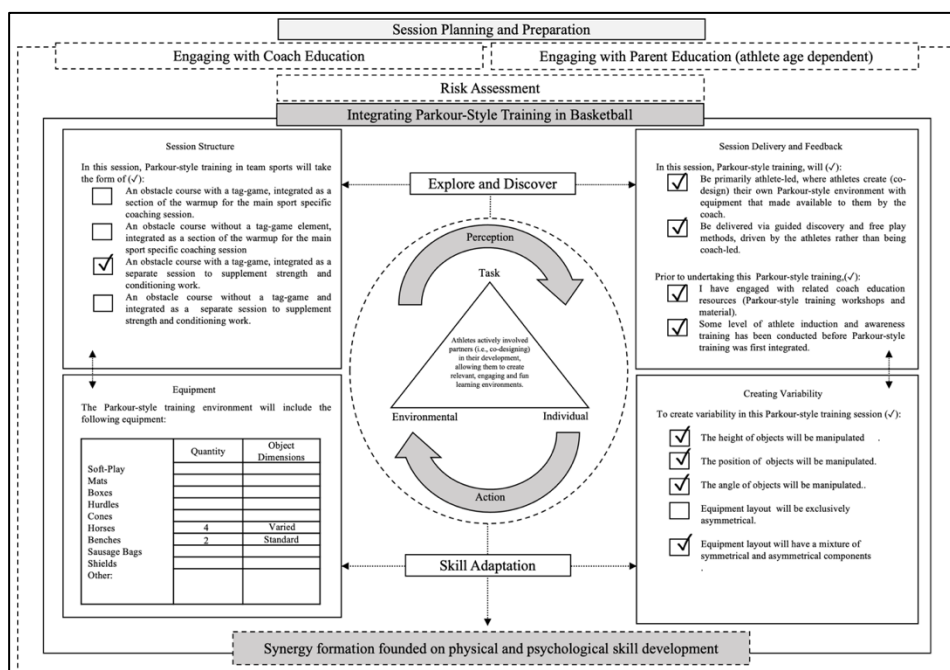 Session Planning and Preparation
Engaging with Coach Education
Engaging with Parent Education (athlete age dependent)
Risk Assessment
Integrating Parkour-Style Training in Basketball
Session Structure
In this session, Parkour-style training in team sports will take
the form of (√):
An obstacle course with a tag-game, integrated as a
section of the warmup for the main sport specific
coaching session.
An obstacle course without a tag-game element,
integrated as a section of the warmup for the main
sport specific coaching session
An obstacle course with a tag-game, integrated as a
separate session to supplement strength and
conditioning work.
An obstacle course without a tag-game and
integrated as a separate session to supplement
strength and conditioning work.
Explore and Discover
Perception
Task
Athletes actively involved
partners (i.e., co-designing)
in their development,
allowing them to create
relevant, engaging and fun
learning environments.
Environmental
Individual
Action
Skill Adaptation
Session Delivery and Feedback
In this session, Parkour-style training, will (√):
Be primarily athlete-led, where athletes create (co-
design) their own Parkour-style environment with
equipment that made available to them by the
coach.
Be delivered via guided discovery and free play
methods, driven by the athletes rather than being
coach-led.
Prior to undertaking this Parkour-style training,(√):
I have engaged with related coach education
resources (Parkour-style training workshops and
material).
Some level of athlete induction and awareness
training has been conducted before Parkour-style
training was first integrated.
Equipment
The Parkour-style training environment will include the
following equipment:
Quantity
Object
Dimensions
Soft-Play
Mats
Boxes
Hurdles
Cones
Horses 4 Varied
Benches 2 Standard
Sausage Bags
Shields
Other:
Creating Variability
To create variability in this Parkour-style training session (√):
The height of objects will be manipulated .
The position of objects will be manipulated.
The angle of objects will be manipulated..
Equipment layout will be exclusively
asymmetrical.
Equipment layout will have a mixture of
symmetrical and asymmetrical components
.
Synergy formation founded on physical and psychological skill development